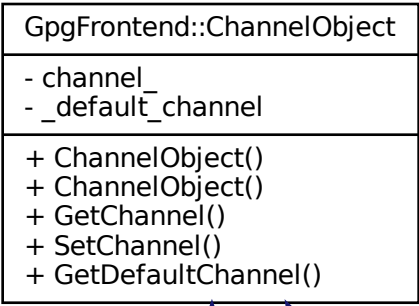 GpgFrontend::ChannelObject
- channel_
- _default_channel
+ ChannelObject()
+ ChannelObject()
+ GetChannel()
+ SetChannel()
+ GetDefaultChannel()